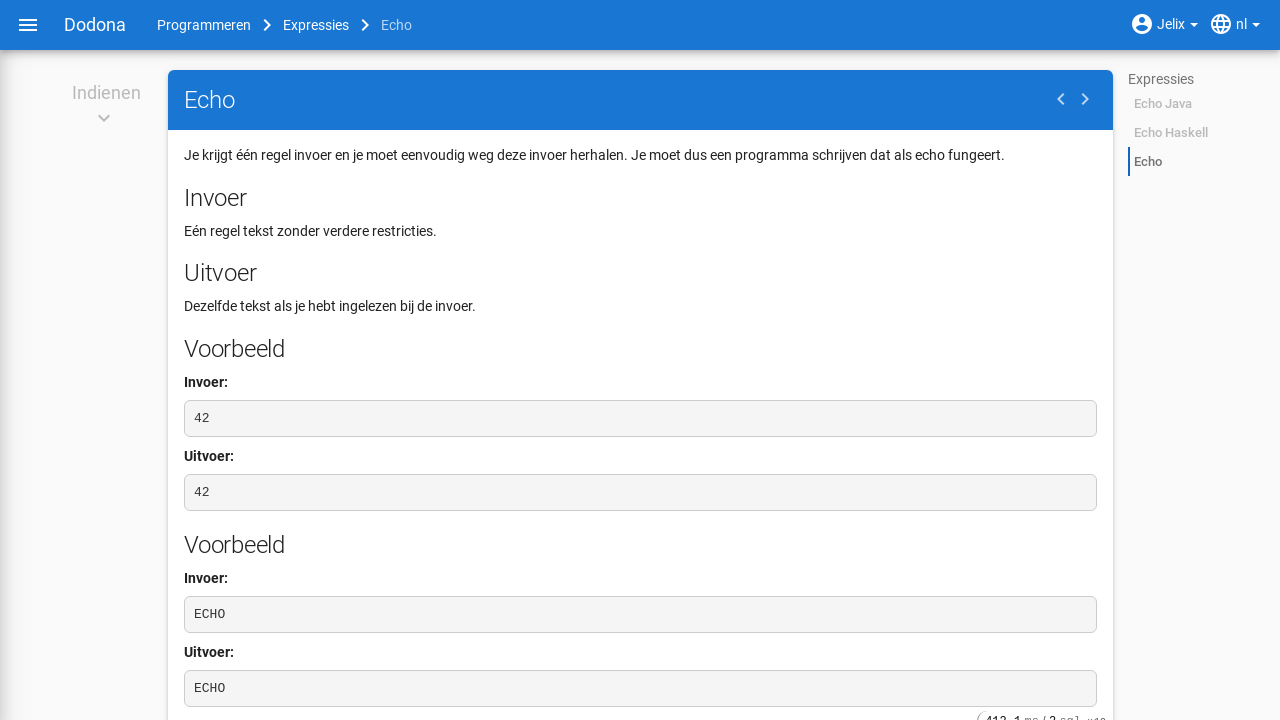 Dodona Programmeren Expressies Echo Jelix nl
Indienen
Echo
Je krijgt één regel invoer en je moet eenvoudig weg deze invoer herhalen. Je moet dus een programma schrijven dat als echo fungeert.
Invoer
Eén regel tekst zonder verdere restricties.
Uitvoer
Dezelfde tekst als je hebt ingelezen bij de invoer.
Voorbeeld
Invoer:
42
Uitvoer:
42
Voorbeeld
Invoer:
ECHO
Uitvoer:
ECHO
Expressies
Echo Java
Echo Haskell
Echo